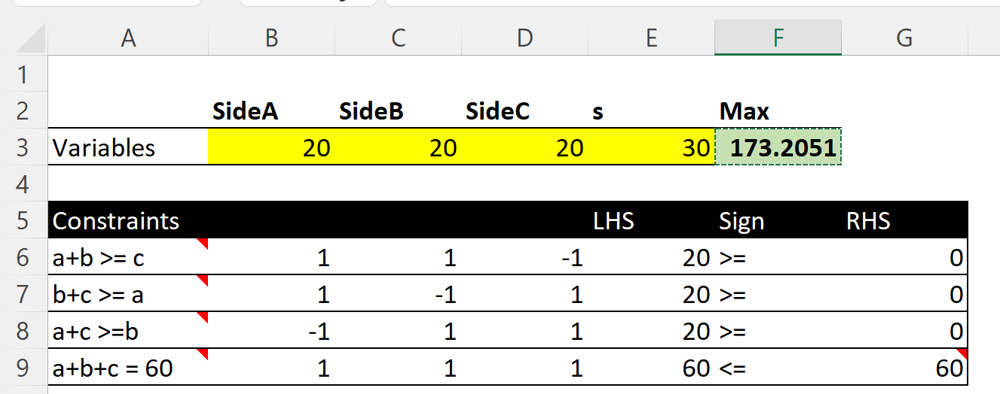 A B C D E F G
1
2 SideA SideB SideC s Max
3 Variables 20 20 20 30 173.2051
4
5 Constraints LHS Sign RHS
6 a+b >= c 1 1 -1 20 >= 0
7 b+c >= a 1 -1 1 20 >= 0
8 a+c >=b -1 1 1 20 >= 0
9 a+b+c = 60 1 1 1 60 <= 60